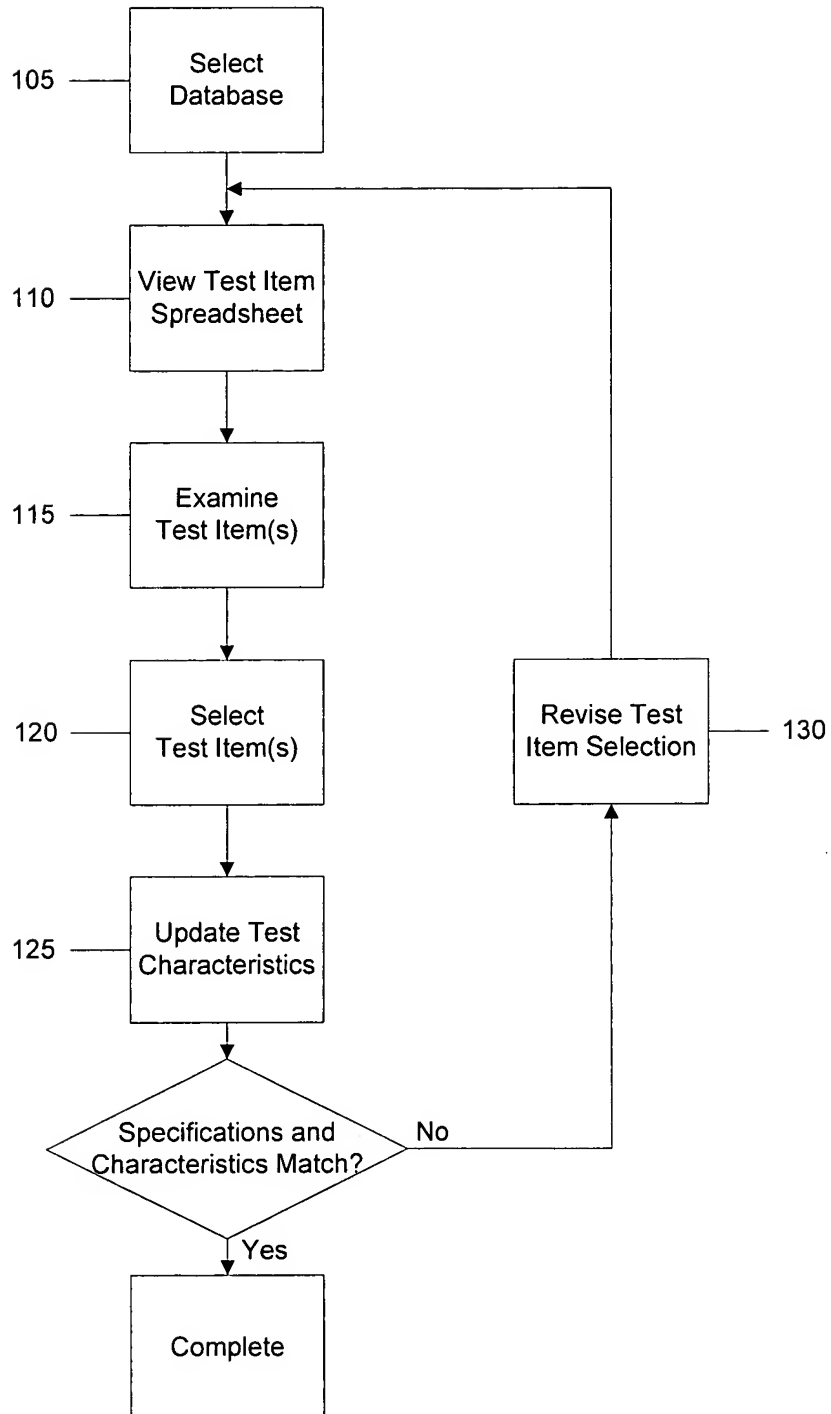 Select
Database
105
View Test Item
Spreadsheet
110
Examine
Test Item(s)
115
Select
Test Item(s)
120
Revise Test
Item Selection
130
Update Test
Characteristics
125
Specifications and
Characteristics Match?
No
Yes
Complete